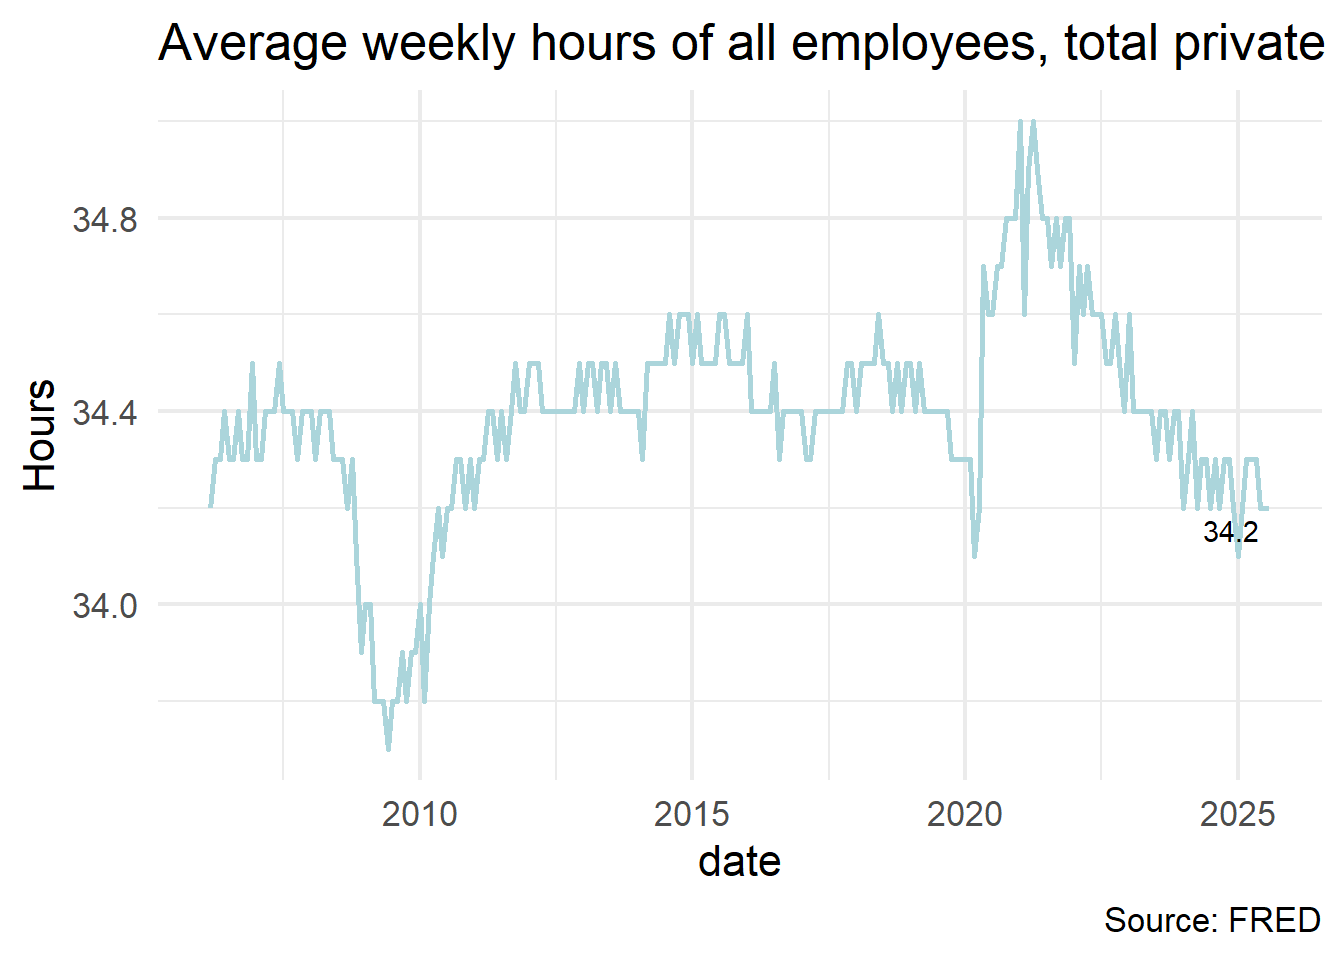 Average weekly hours of all employees, total private
Hours
34.8
34.4
34.0
34.2
2010
2015
2020
2025
date
Source: FRED